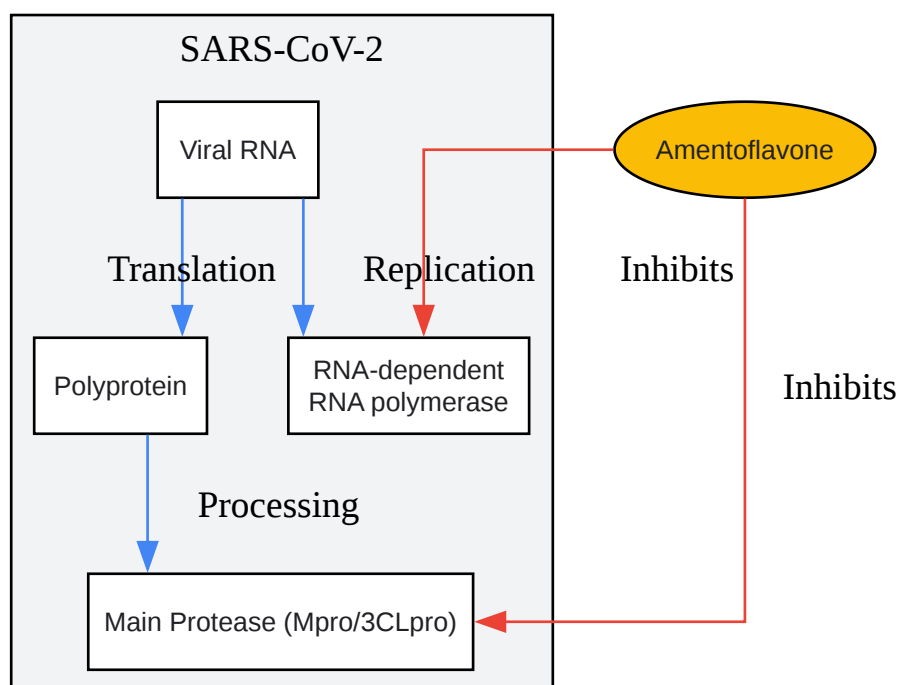 SARS-CoV-2
Viral RNA
Amentoflavone
Translation
Replication
Inhibits
Polyprotein
RNA-dependent
RNA polymerase
Inhibits
Processing
Main Protease (Mpro/3CLpro)